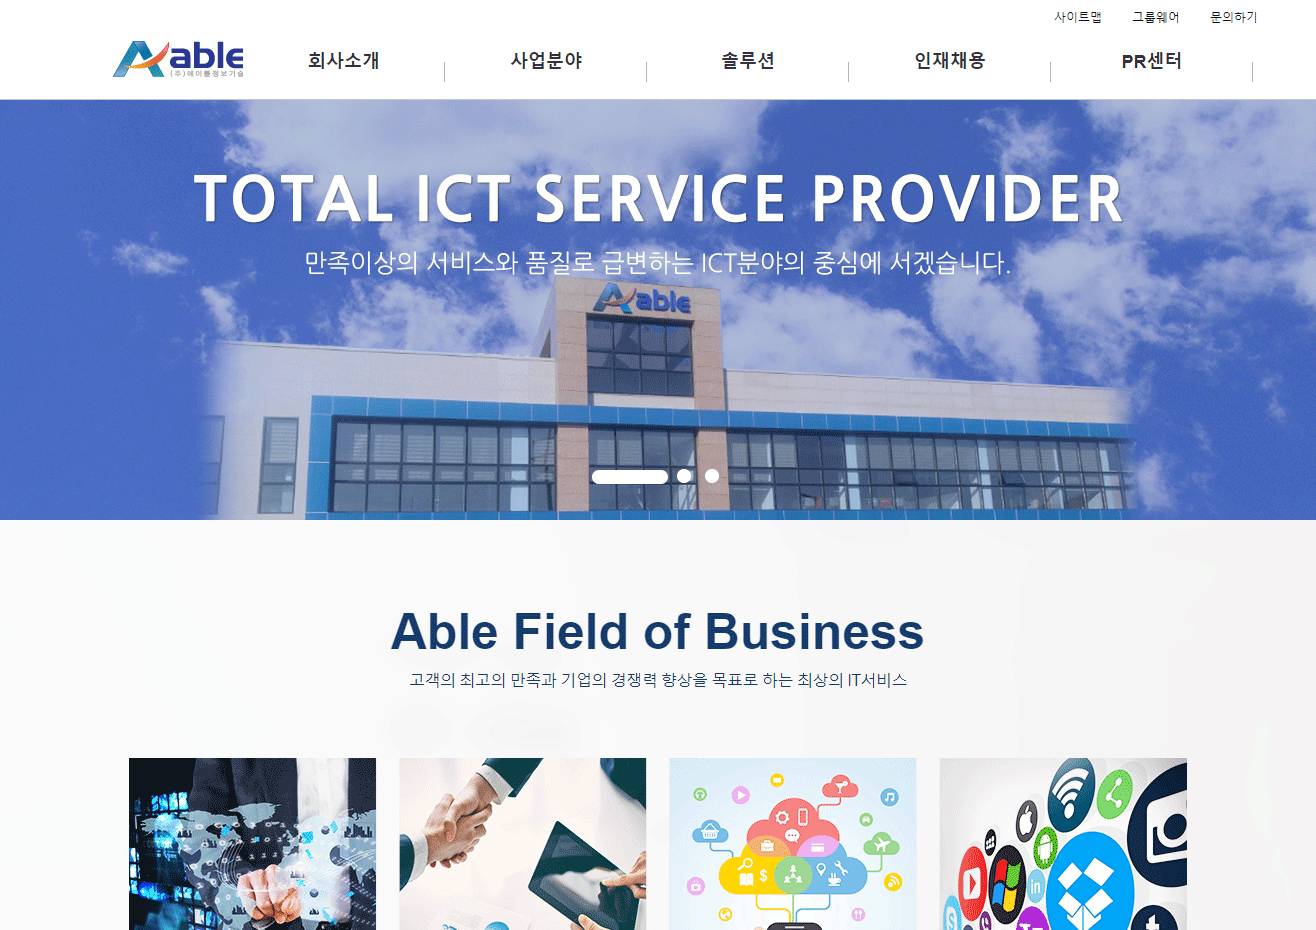 사이트맵 그룹웨어 문의하기
able
(주)에이블정보기술
회사소개 사업분야 솔루션 인재채용 PR센터
TOTAL ICT SERVICE PROVIDER
만족이상의 서비스와 품질로 급변하는 ICT분야의 중심에 서겠습니다.
able
Able Field of Business
고객의 최고의 만족과 기업의 경쟁력 향상을 목표로 하는 최상의 IT서비스
in